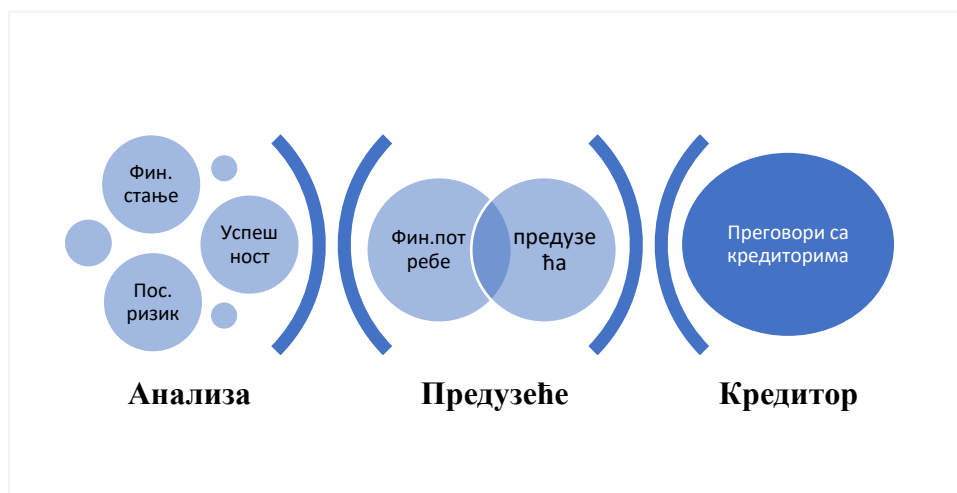 Фин.
стање
Успеш
ност
Пос.
ризик
Фин.пот
ребе
предузе
ћа
Преговори са
кредиторима
Анализа
Предузеће
Кредитор